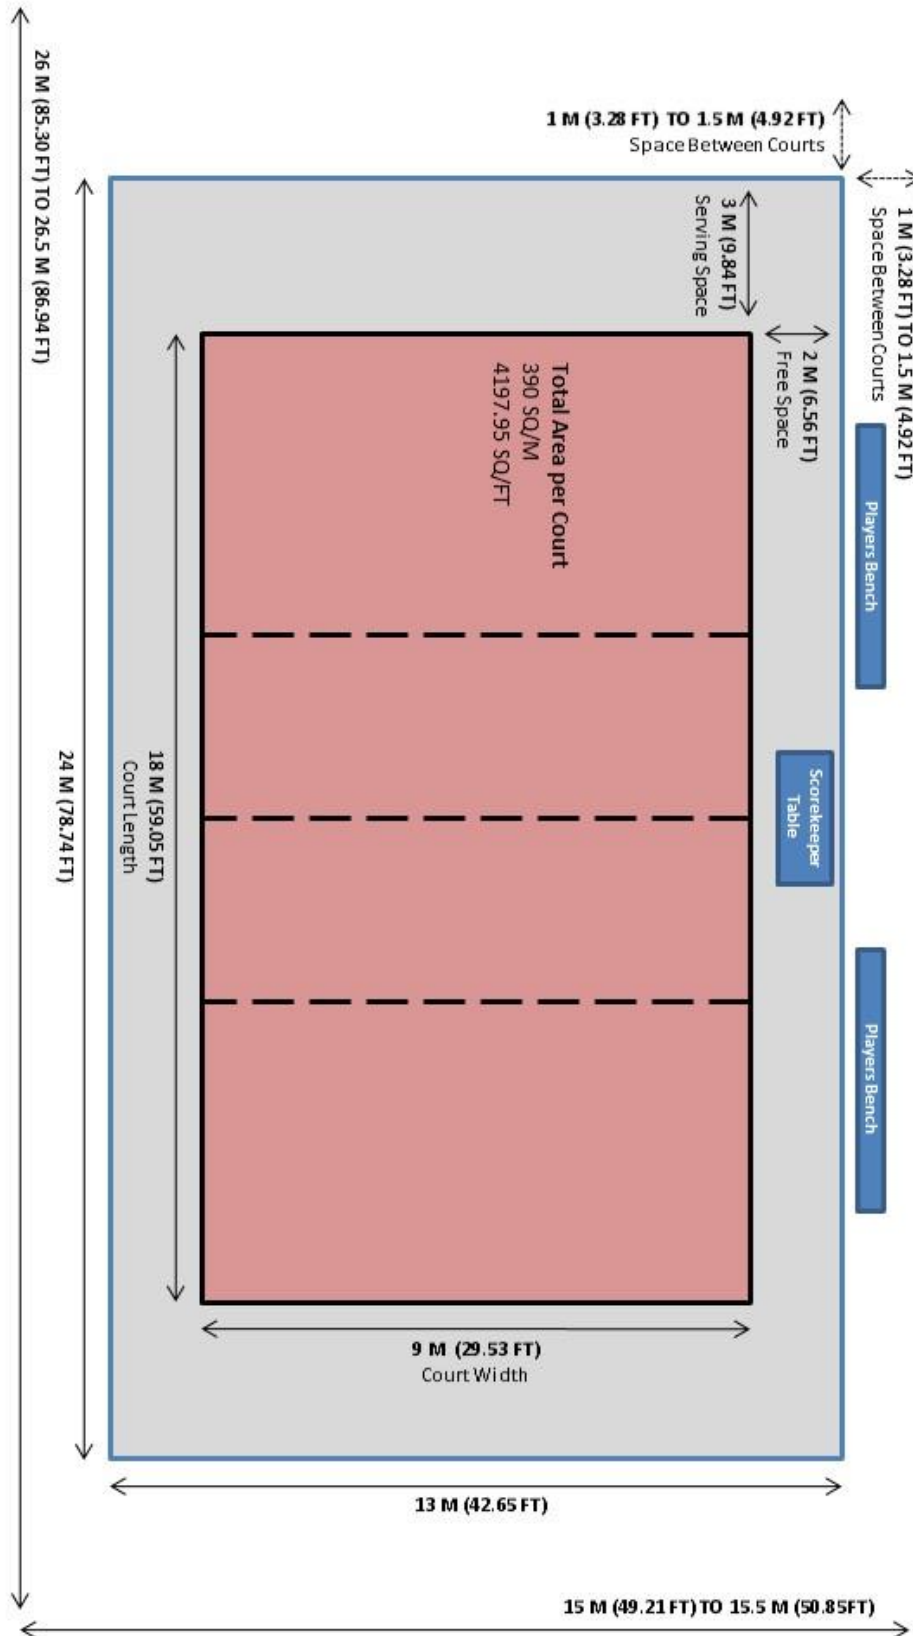 1 M (3.28 FT) TO 1.5 M (4.92 FT)
Space Between Courts
1 M (3.28 FT) TO 1.5 M (4.92 FT)
Space Between Courts
26 M (85.30 FT) TO 26.5 M (86.94 FT)
3 M (9.84 FT)
Serving Space
2 M (6.56 FT)
Free Space
Total Area per Court
390 SQ/M
4197.95 SQ/FT
Players Bench
Scorekeeper
Table
Players Bench
18 M (59.05 FT)
Court Length
24 M (78.74 FT)
9 M (29.53 FT)
Court Width
13 M (42.65 FT)
15 M (49.21 FT) TO 15.5 M (50.85FT)